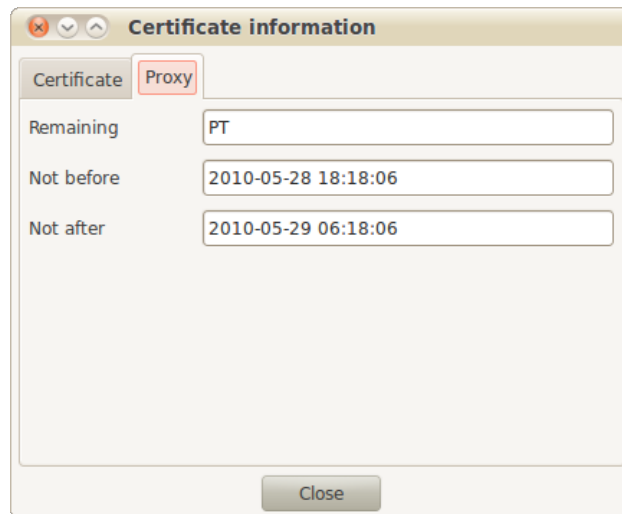 Certificate information
Certificate Proxy
Remaining PT
Not before 2010-05-28 18:18:06
Not after 2010-05-29 06:18:06
Close